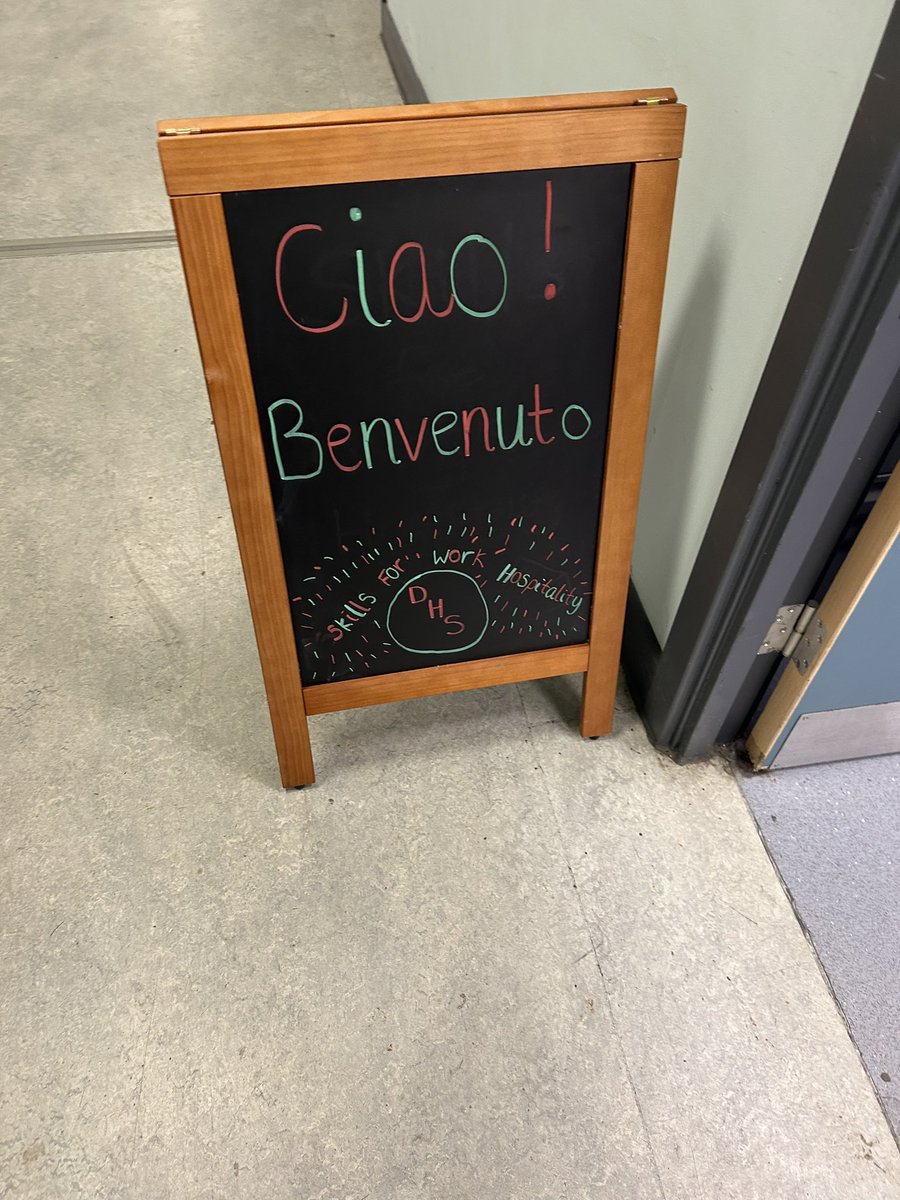 Ciao!
Benvenuto
Skills For Work Hospitality
DHS